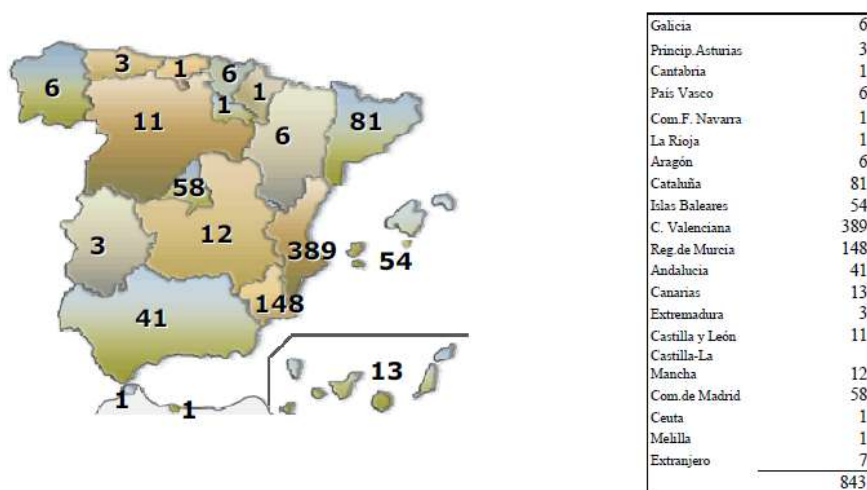 6
3
1
6
1
1
11
6
81
58
3
12
389
54
148
41
13
1
1
Galicia 6
Princip.Asturias 3
Cantabria 1
País Vasco 6
Com.F. Navarra 1
La Rioja 1
Aragón 6
Cataluña 81
Islas Baleares 54
C. Valenciana 389
Reg.de Murcia 148
Andalucia 41
Canarias 13
Extremadura 3
Castilla y León 11
Castilla-La
Mancha 12
Com.de Madrid 58
Ceuta 1
Melilla 1
Extranjero 7
843